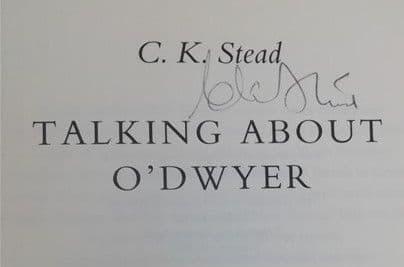 C. K. Stead
TALKING ABOUT
O'DWYER